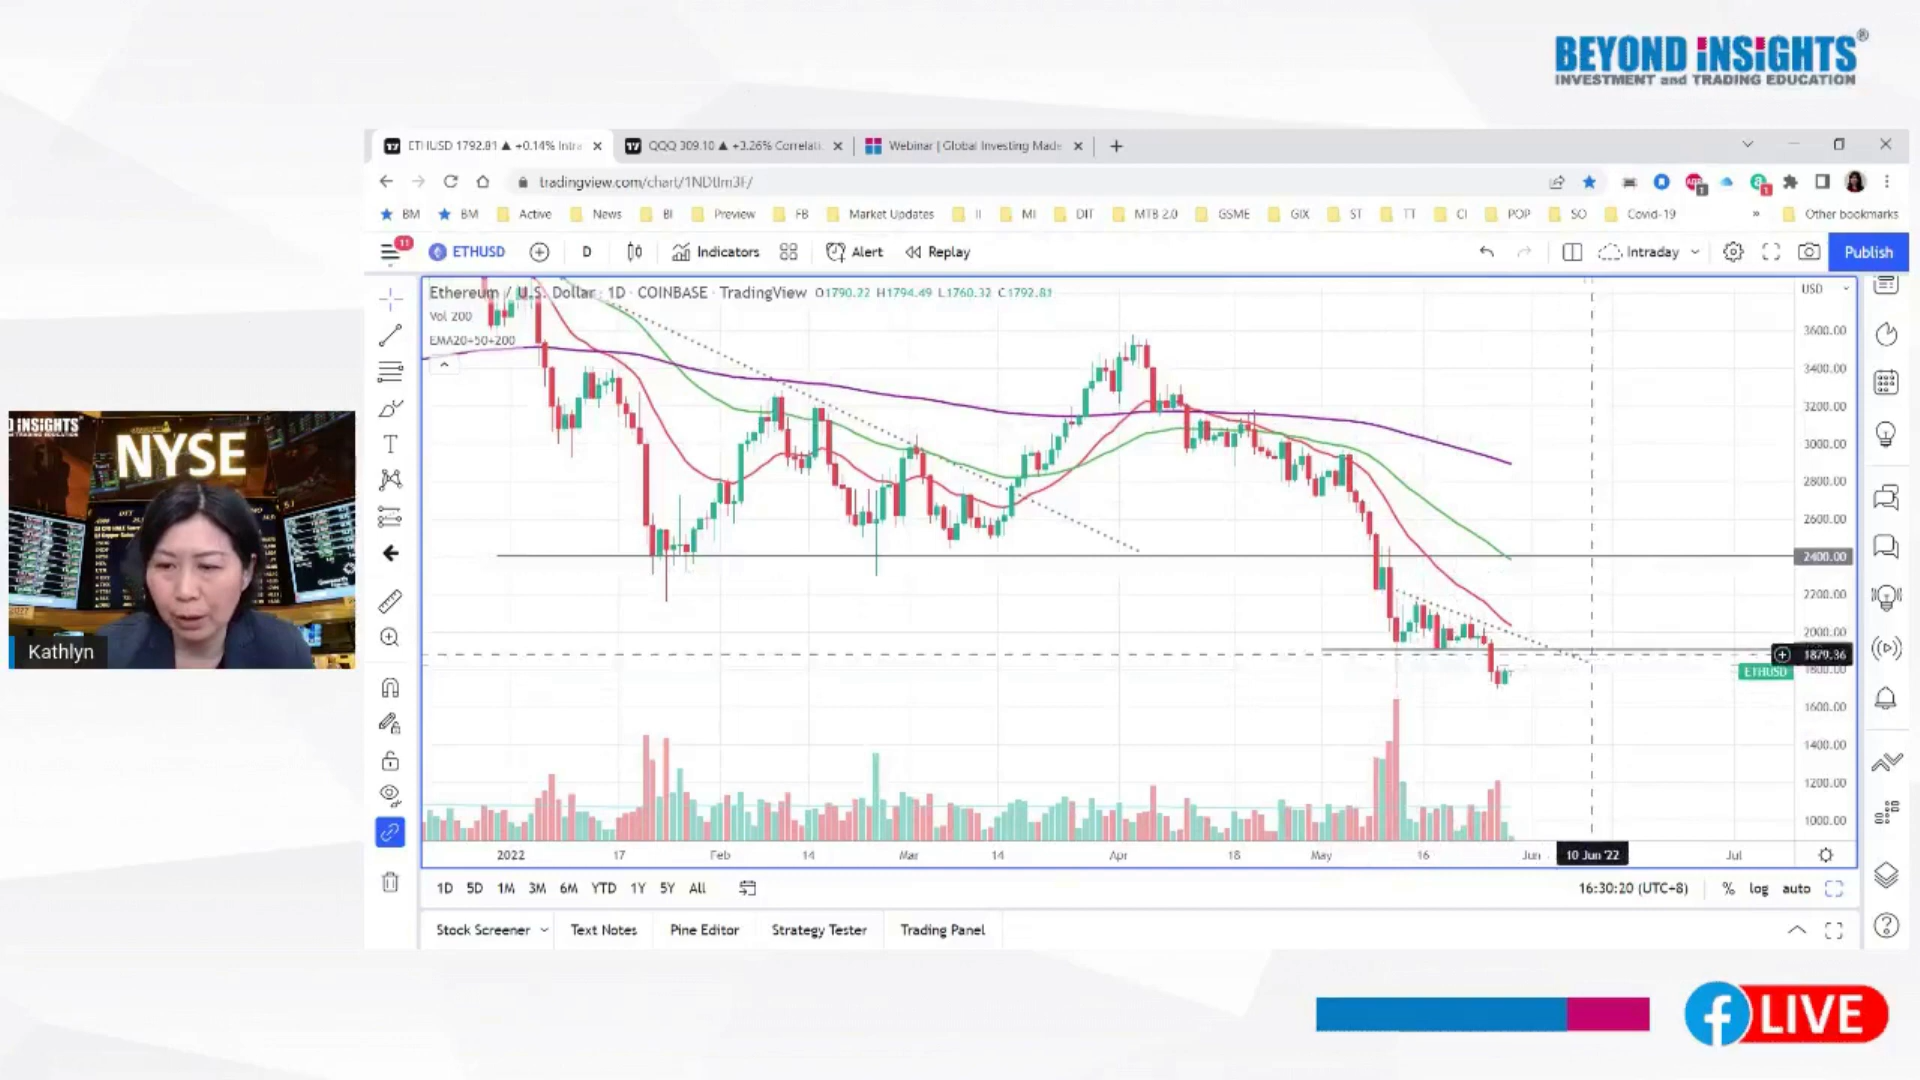 BEYOND INSIGHTS®
INVESTMENT and TRADING EDUCATION
ETHUSD 1792.81 ▲ +0.14% Intra
QQQ 309.10 ▲ +3.26% Correlati
Webinar | Global Investing Made
tradingview.com/chart/1NDtlm3F/
BM BM Active News BI Preview FB Market Updates II MI DIT MTB 2.0 GSME GIX ST TT CI POP SO Covid-19 » Other bookmarks
11 ETHUSD D Indicators Alert Replay Intraday Publish
Ethereum / U.S. Dollar · 1D · COINBASE · TradingView O1790.22 H1794.49 L1760.32 C1792.81
USD
Vol 200
EMA20+50+200
3600.00
3400.00
3200.00
3000.00
2800.00
2600.00
2400.00
2200.00
2000.00
1879.36
ETHUSD
1800.00
1600.00
1400.00
1200.00
1000.00
2022 17 Feb 14 Mar 14 Apr 18 May 16 Jun 10 Jun '22 Jul
1D 5D 1M 3M 6M YTD 1Y 5Y All
16:30:20 (UTC+8) % log auto
Stock Screener Text Notes Pine Editor Strategy Tester Trading Panel
INSIGHTS
NYSE
Kathlyn
LIVE